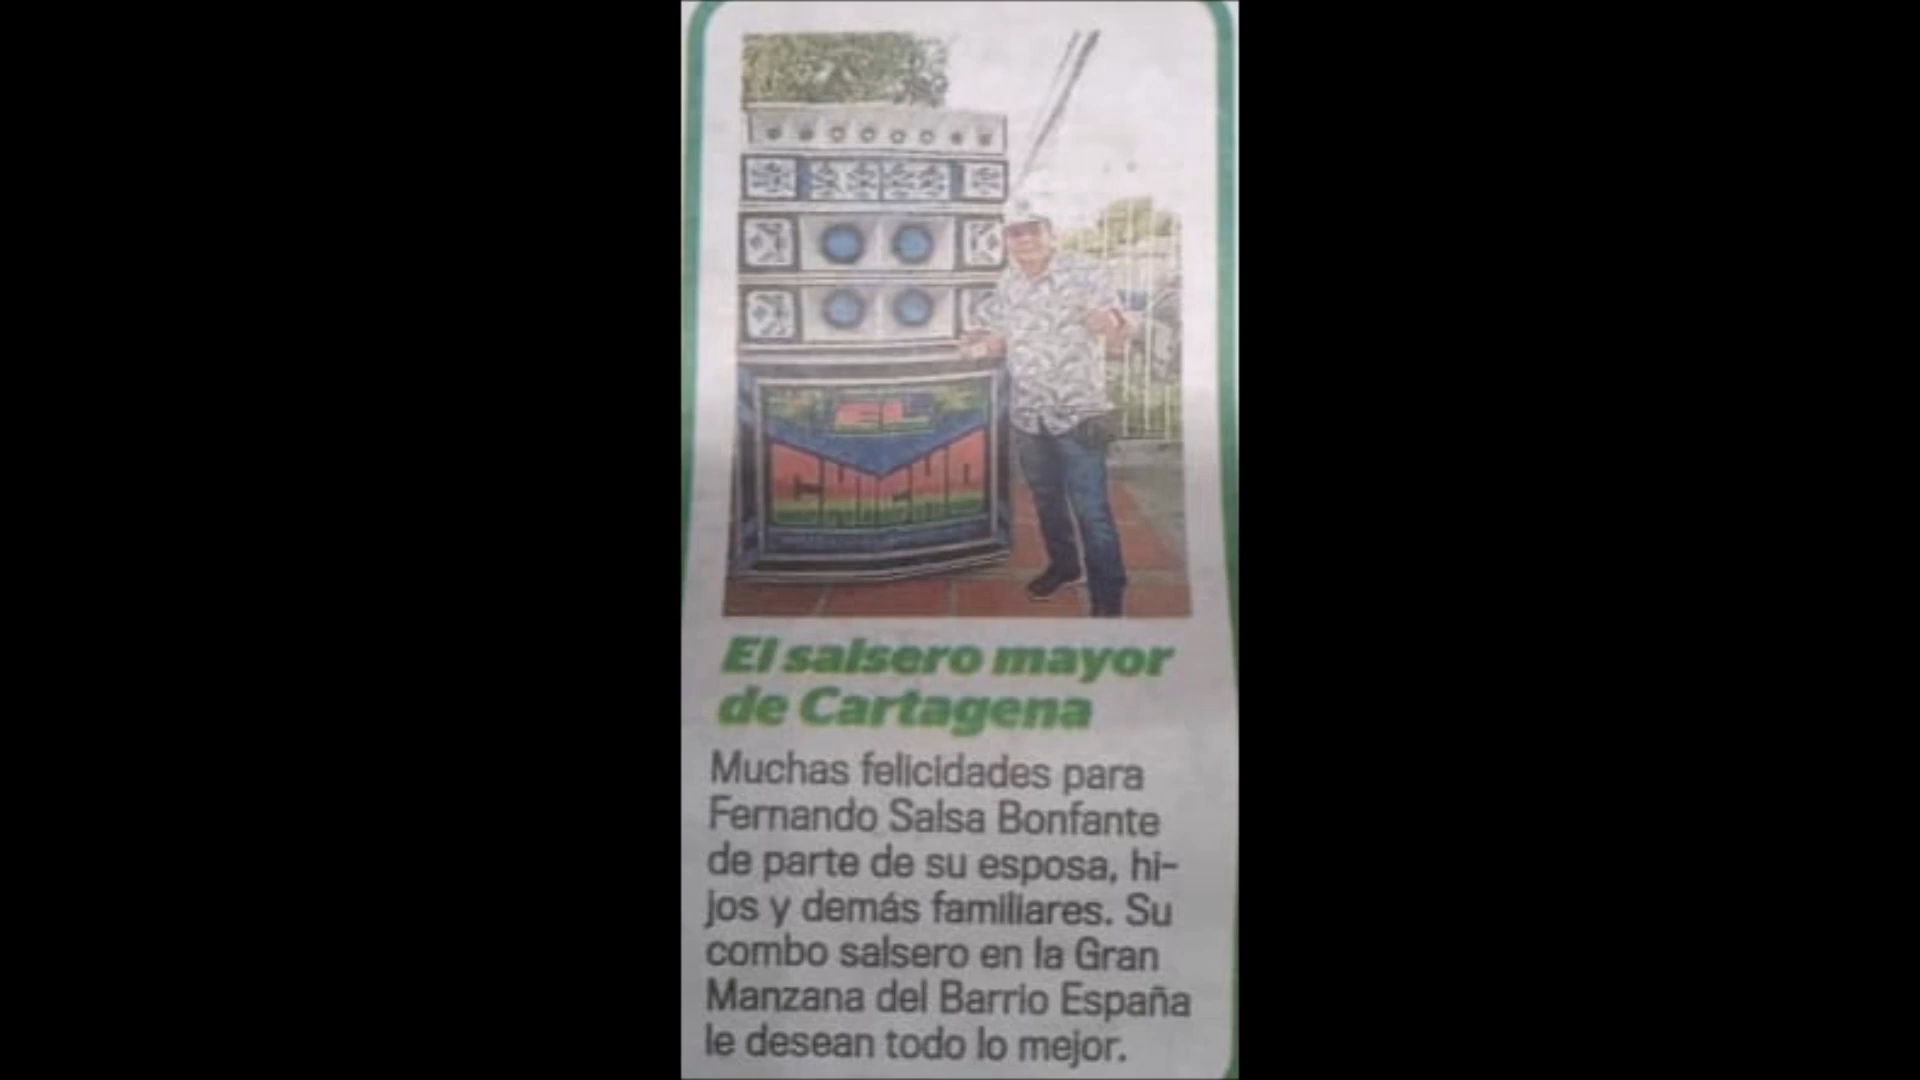 EL
El salsero mayor
de Cartagena
Muchas felicidades para
Fernando Salsa Bonfante
de parte de su esposa, hi-
jos y demás familiares. Su
combo salsero en la Gran
Manzana del Barrio España
le desean todo lo mejor.